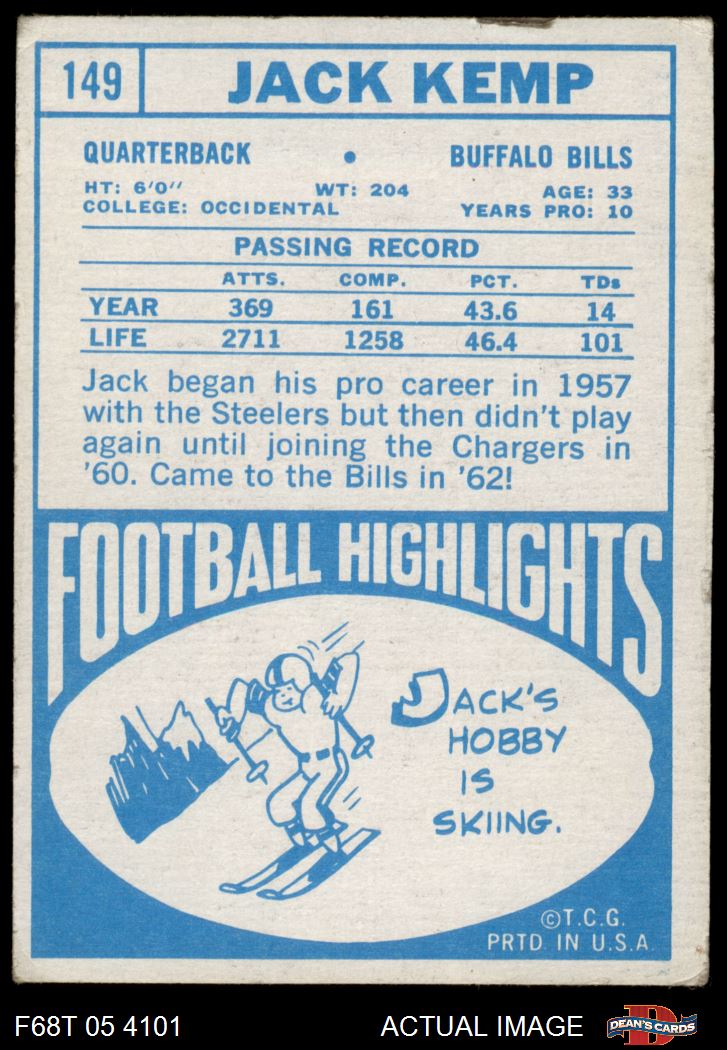 149 JACK KEMP
QUARTERBACK • BUFFALO BILLS
HT: 6'0" WT: 204 AGE: 33
COLLEGE: OCCIDENTAL YEARS PRO: 10
PASSING RECORD
ATTS. COMP. PCT. TDs
YEAR 369 161 43.6 14
LIFE 2711 1258 46.4 101
Jack began his pro career in 1957
with the Steelers but then didn't play
again until joining the Chargers in
'60. Came to the Bills in '62!
FOOTBALL HIGHLIGHTS
JACK'S
HOBBY
IS
SKIING.
©T.C.G.
PRTD IN U.S.A.
F68T 05 4101 ACTUAL IMAGE DEAN'S CARDS